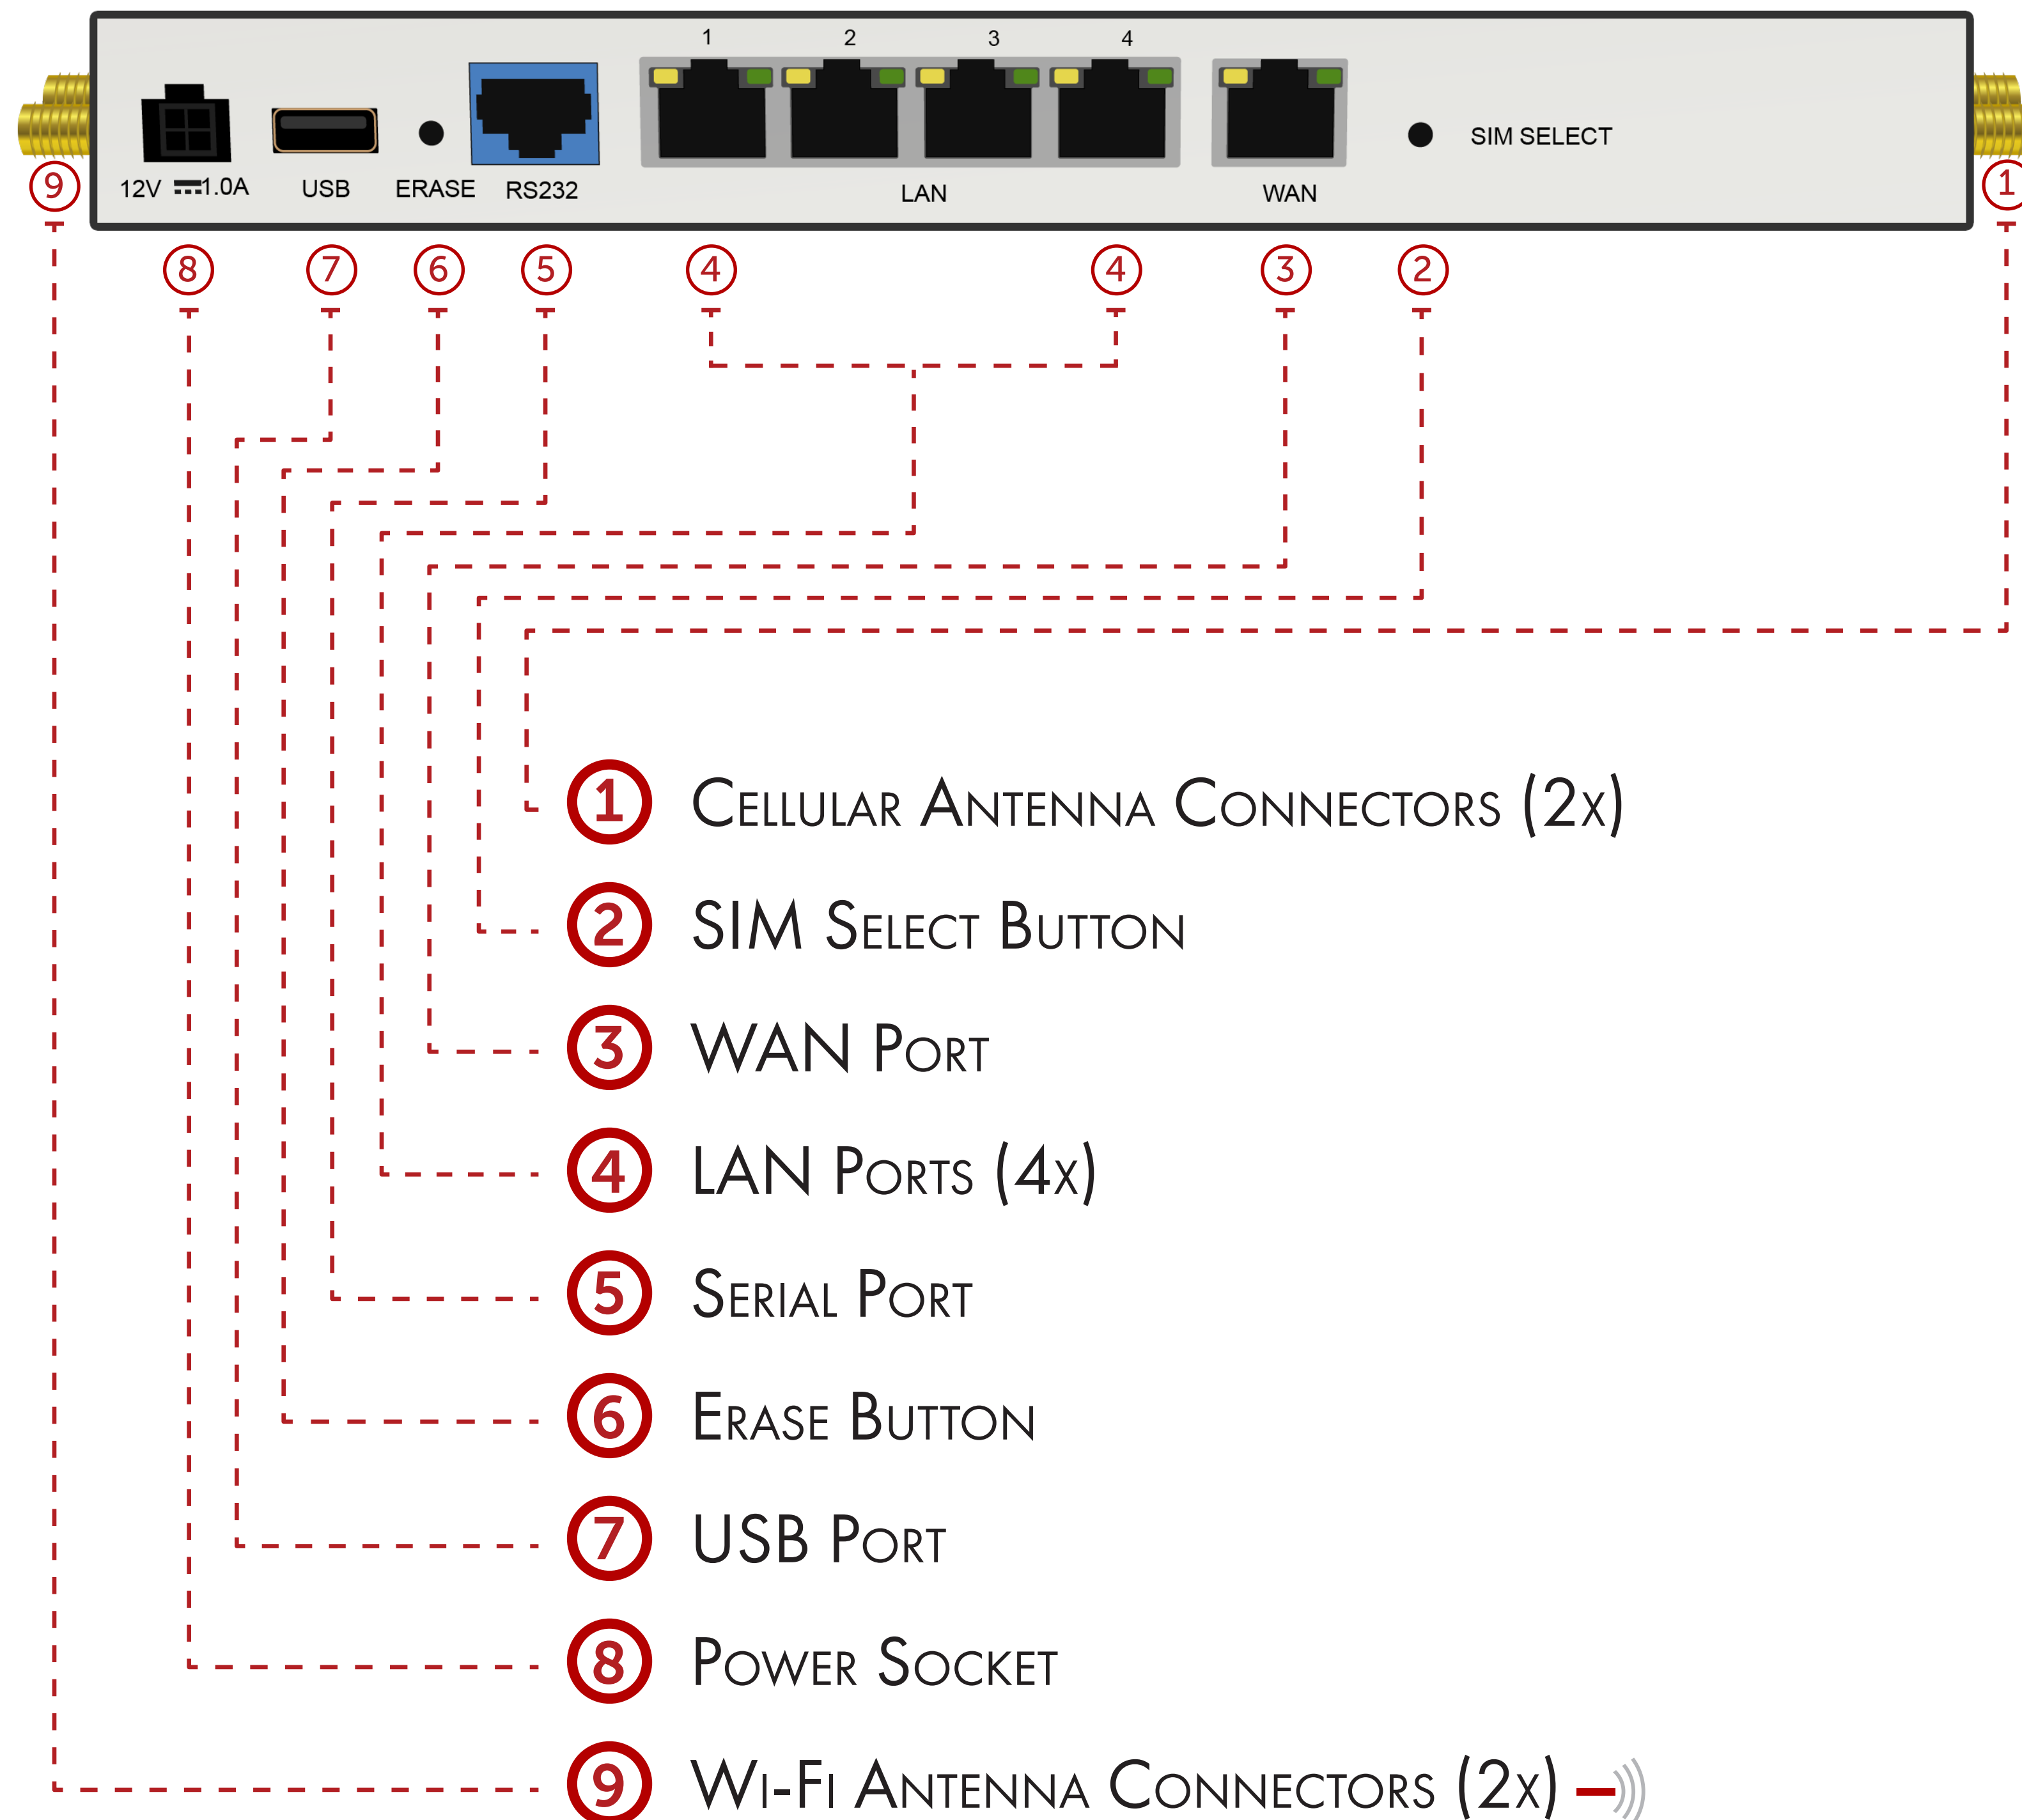 1 2 3 4
SIM SELECT
12V 1.0A USB ERASE RS232 LAN WAN
9 1
8 7 6 5 4 4 3 2
1 Cellular Antenna Connectors (2x)
2 SIM Select Button
3 WAN Port
4 LAN Ports (4x)
5 Serial Port
6 Erase Button
7 USB Port
8 Power Socket
9 Wi-Fi Antenna Connectors (2x)